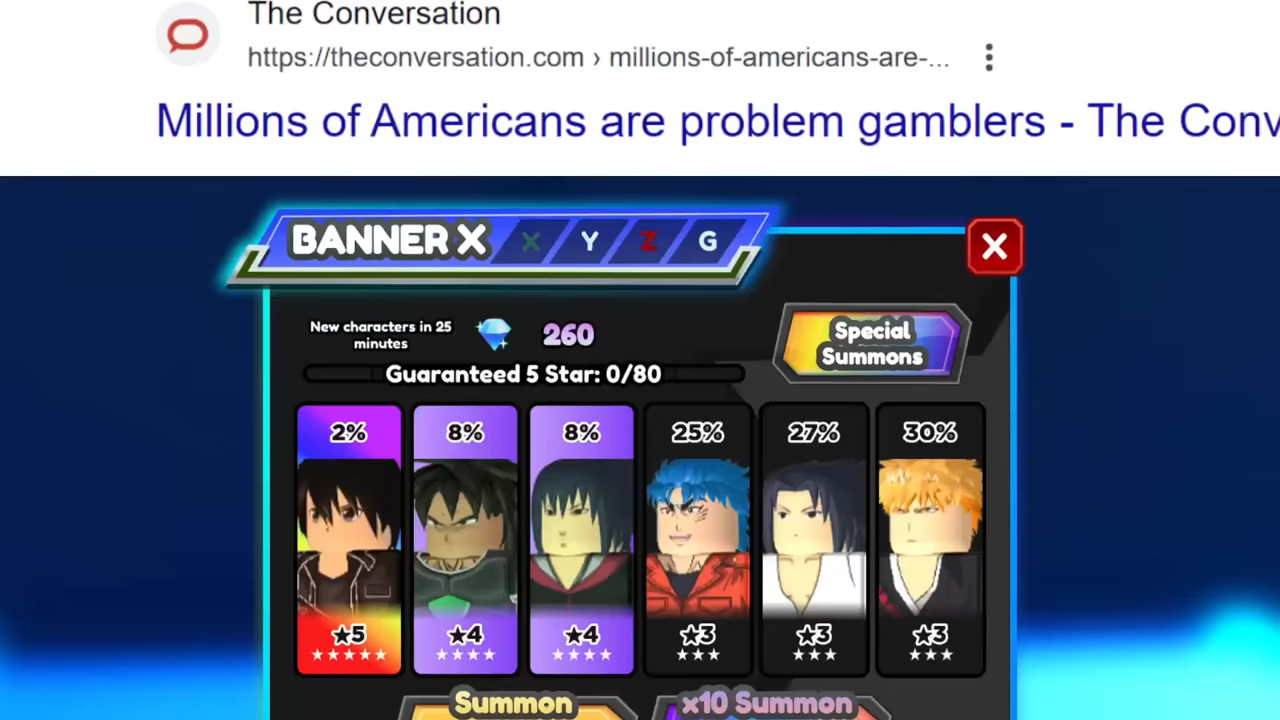 The Conversation
https://theconversation.com › millions-of-americans-are-...
Millions of Americans are problem gamblers - The Conv
BANNER X X Y Z G
New characters in 25
minutes
260
Special
Summons
Guaranteed 5 Star: 0/80
2% 8% 8% 25% 27% 30%
★5 ★4 ★4 ★3 ★3 ★3
★★★★★ ★★★★ ★★★★ ★★★ ★★★ ★★★
Summon x10 Summon